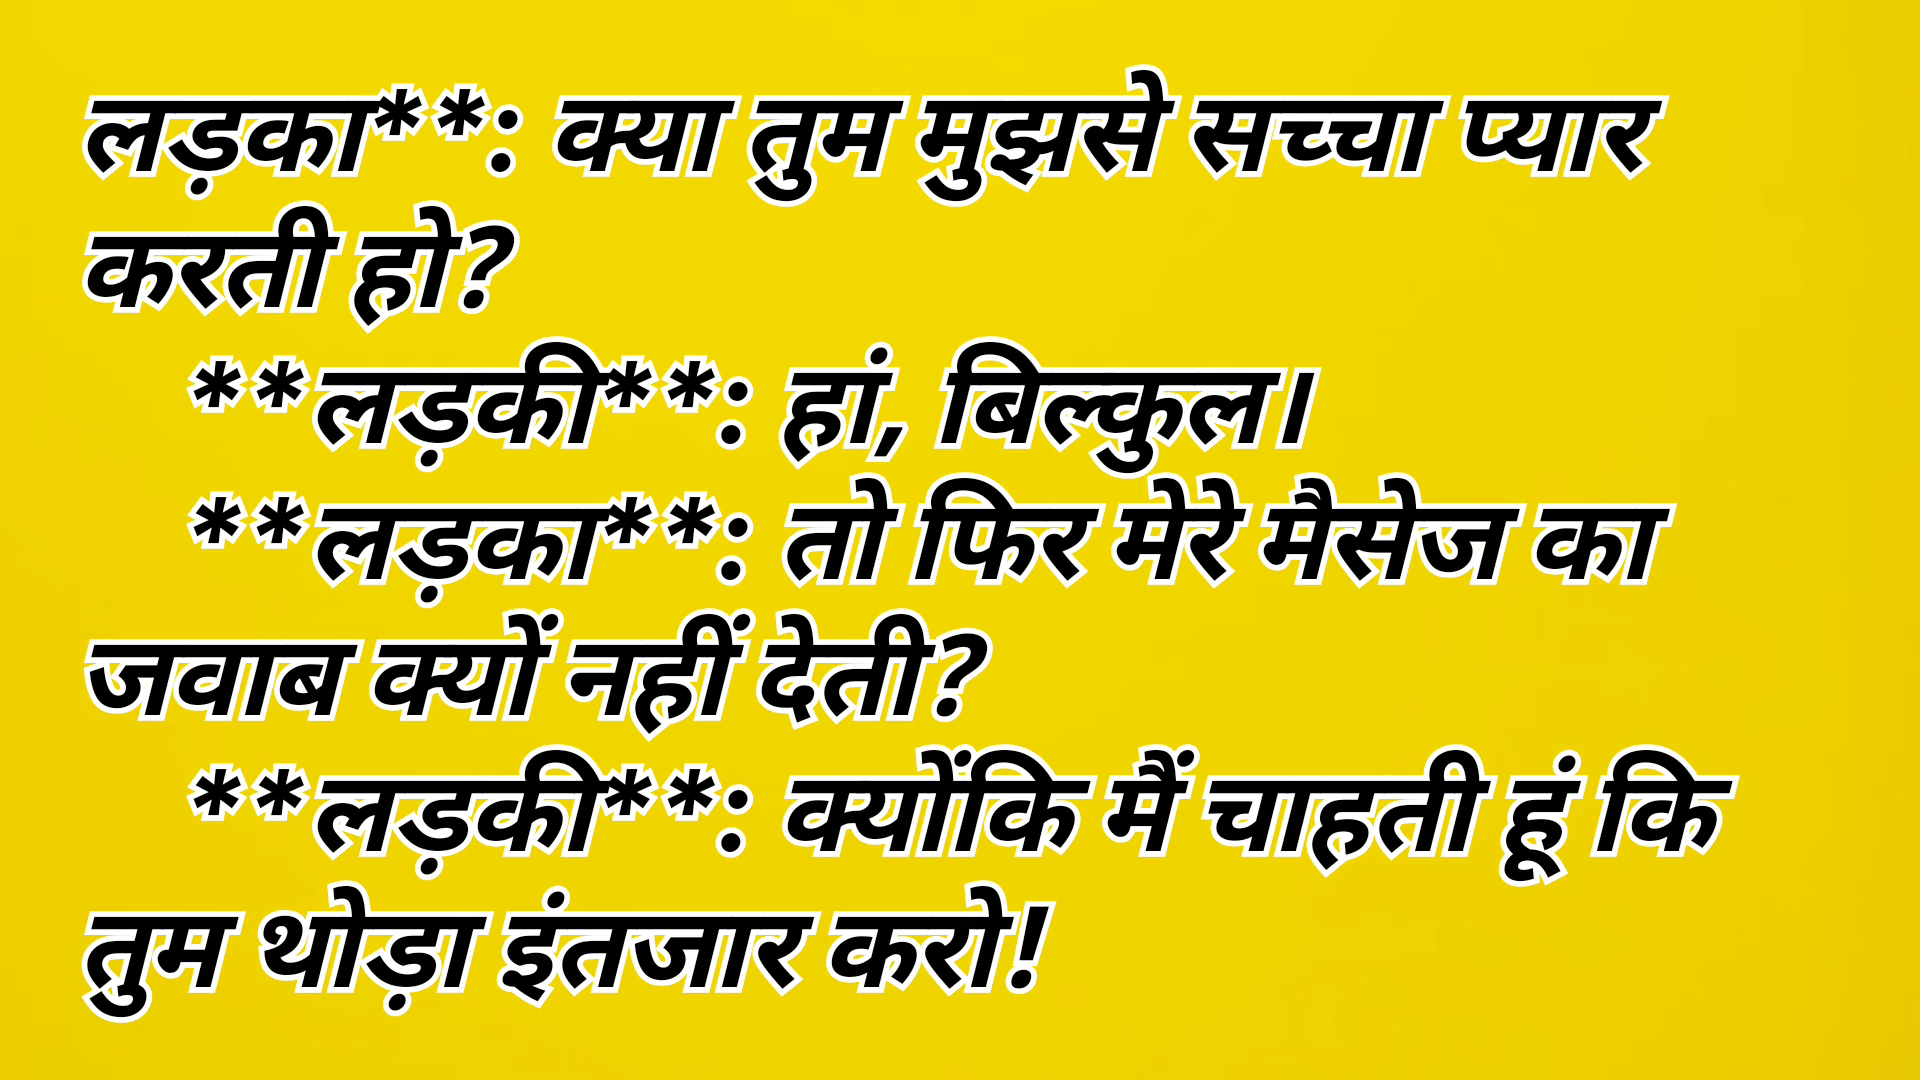 लड़का**: क्या तुम मुझसे सच्चा प्यार
करती हो?
**लड़की**: हां, बिल्कुल।
**लड़का**: तो फिर मेरे मैसेज का
जवाब क्यों नहीं देती?
**लड़की**: क्योंकि मैं चाहती हूं कि
तुम थोड़ा इंतजार करो!